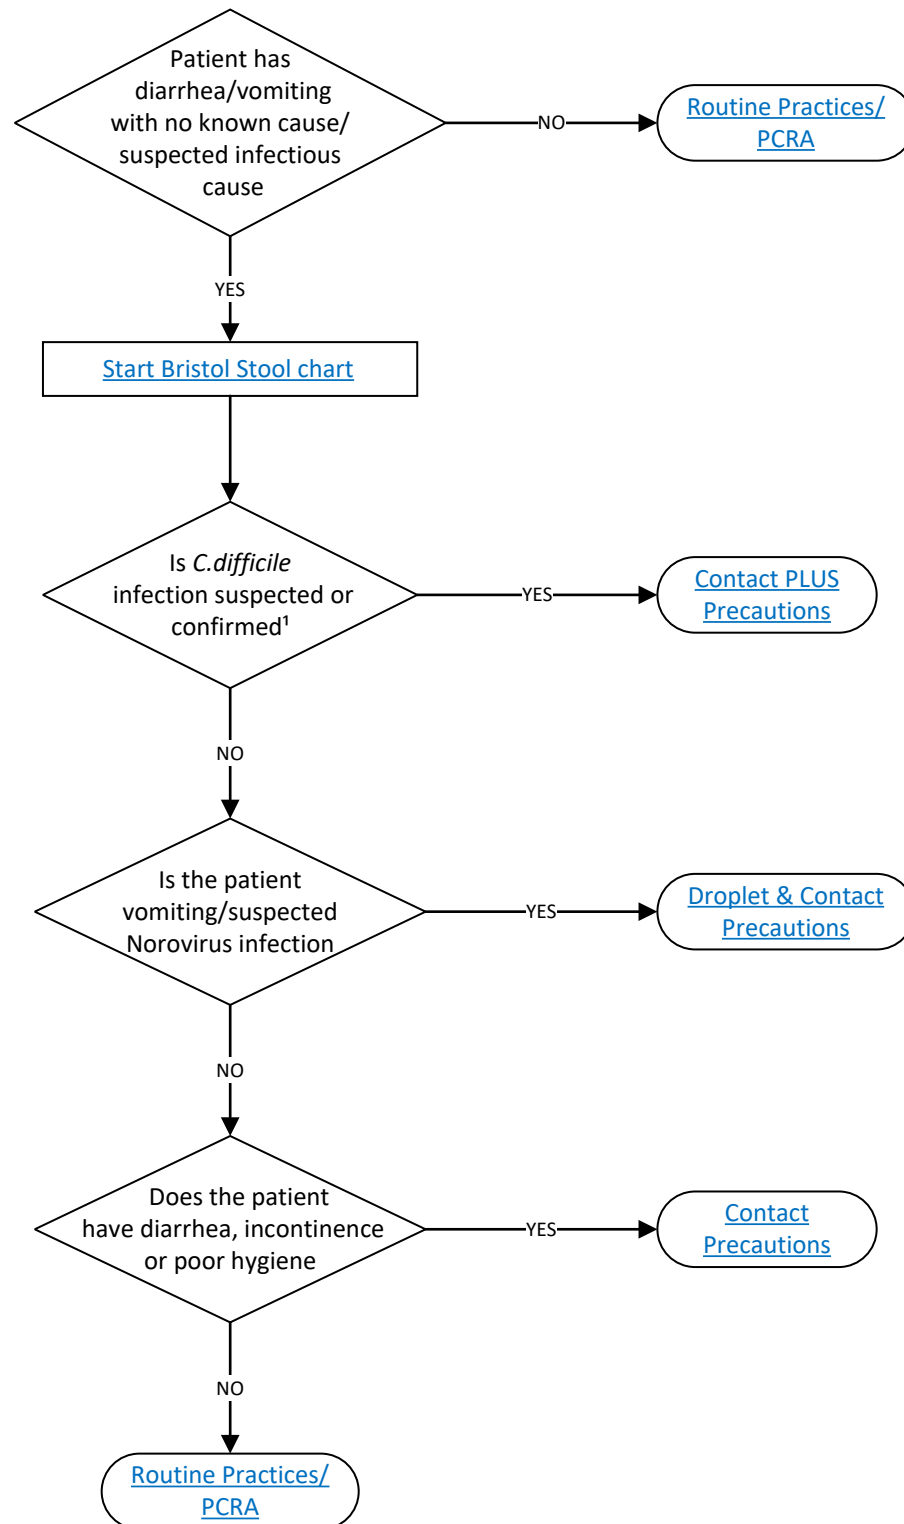 Patient has
diarrhea/vomiting
with no known cause/
suspected infectious
cause
NO
Routine Practices/
PCRA
YES
Start Bristol Stool chart
Is C.difficile
infection suspected or
confirmed¹
YES
Contact PLUS
Precautions
NO
Is the patient
vomiting/suspected
Norovirus infection
YES
Droplet & Contact
Precautions
NO
Does the patient
have diarrhea, incontinence
or poor hygiene
YES
Contact
Precautions
NO
Routine Practices/
PCRA